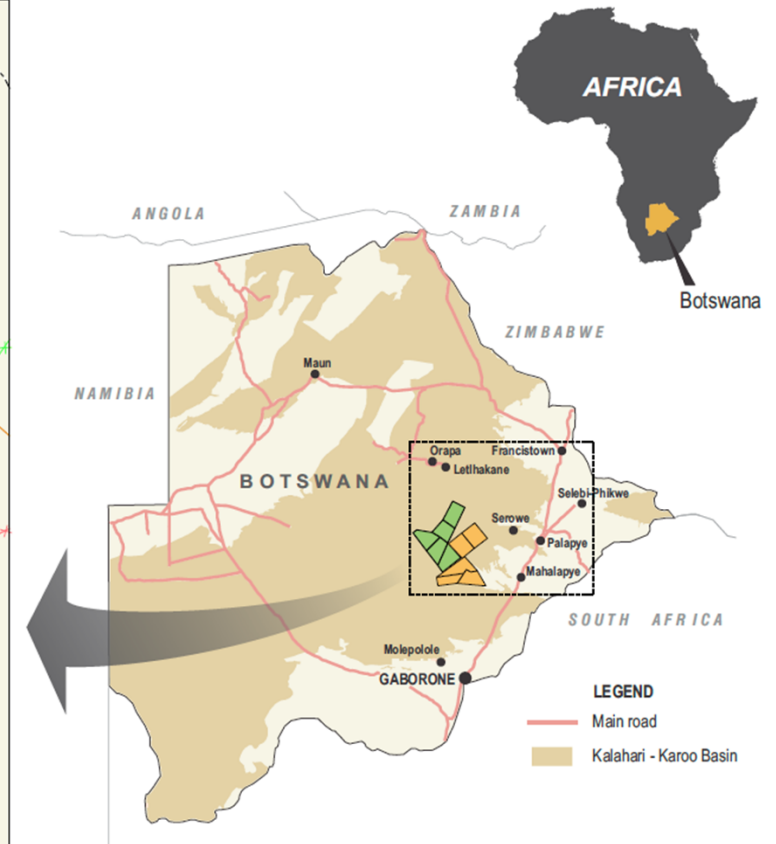 AFRICA
Botswana
ANGOLA
ZAMBIA
ZIMBABWE
NAMIBIA
Maun
BOTSWANA
Orapa
Francistown
Letlhakane
Selebi-Phikwe
Serowe
Palapye
Mahalapye
SOUTH AFRICA
Molepolole
GABORONE
LEGEND
Main road
Kalahari - Karoo Basin